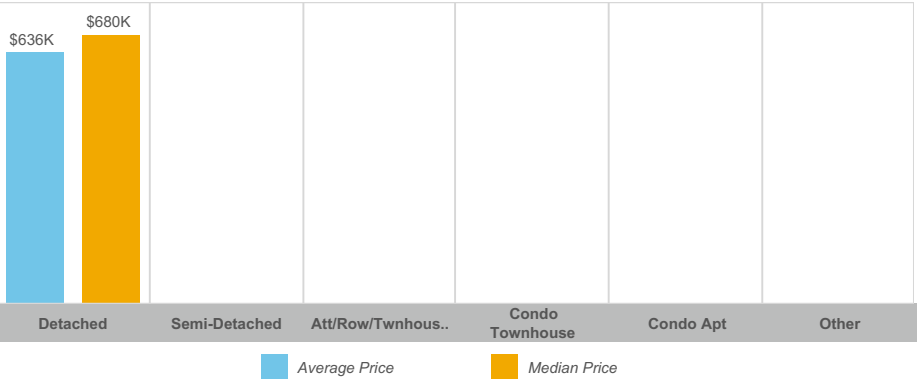 $680K
$636K
Detached
Semi-Detached
Att/Row/Twnhous..
Condo
Townhouse
Condo Apt
Other
Average Price
Median Price